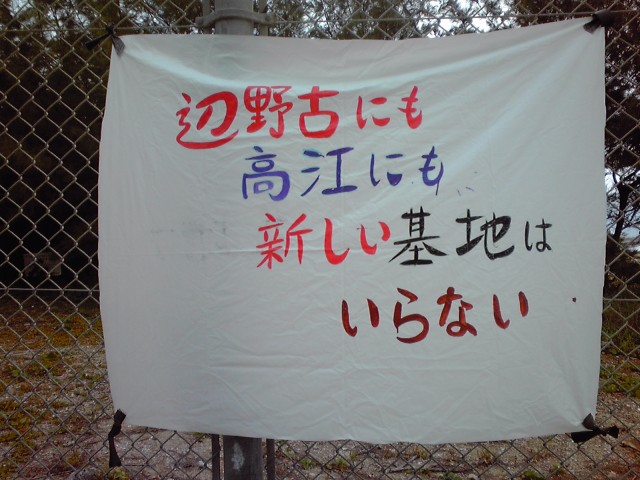 辺野古にも
高江にも
新しい基地は
いらない